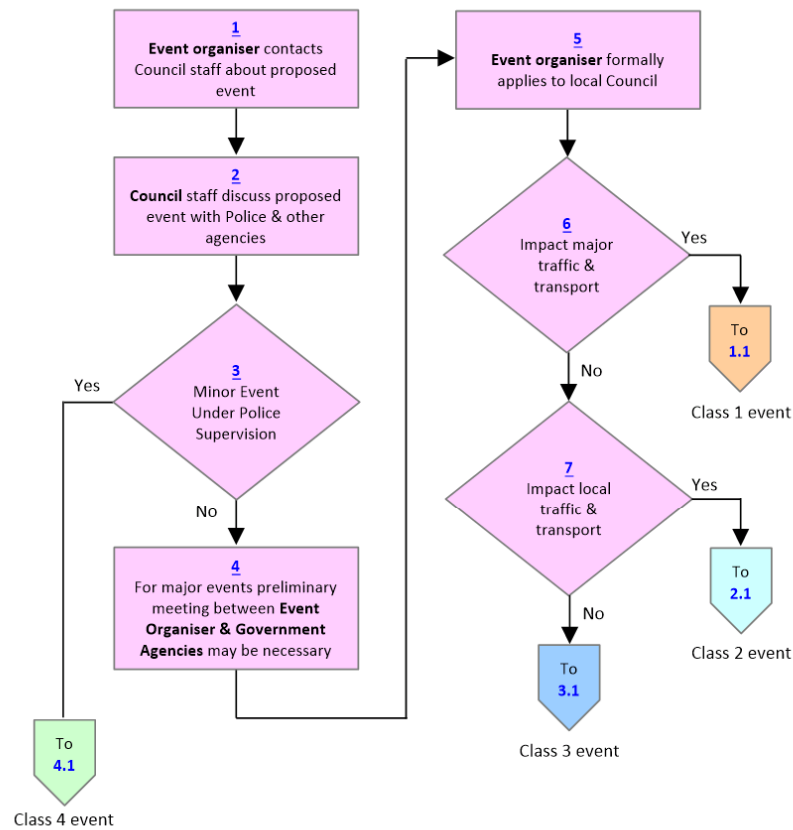 1
Event organiser contacts
Council staff about proposed
event
2
Council staff discuss proposed
event with Police & other
agencies
3
Minor Event
Under Police
Supervision
Yes
No
4
For major events preliminary
meeting between Event
Organiser & Government
Agencies may be necessary
To
4.1
Class 4 event
5
Event organiser formally
applies to local Council
6
Impact major
traffic &
transport
Yes
To
1.1
Class 1 event
No
7
Impact local
traffic &
transport
Yes
To
2.1
Class 2 event
No
To
3.1
Class 3 event